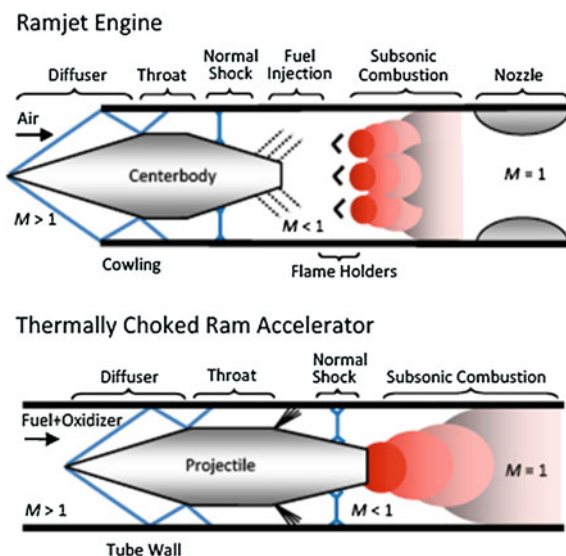 Ramjet Engine
Normal Fuel Subsonic
Diffuser Throat Shock Injection Combustion Nozzle
Air
Centerbody
M > 1
M < 1
M = 1
Cowling
Flame Holders
Thermally Choked Ram Accelerator
Normal
Diffuser Throat Shock Subsonic Combustion
Fuel+Oxidizer
Projectile
M = 1
M > 1
M < 1
Tube Wall